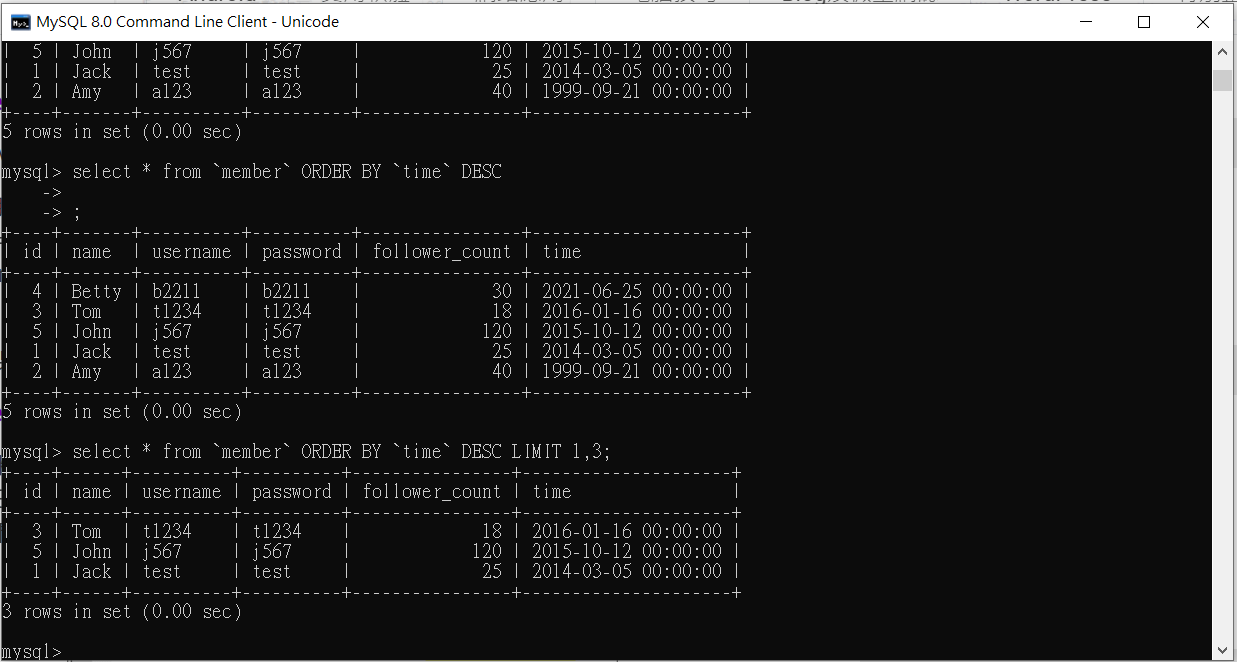 MySQL 8.0 Command Line Client - Unicode
|  5 | John  | j567     | j567     |            120 | 2015-10-12 00:00:00 |
|  1 | Jack  | test     | test     |             25 | 2014-03-05 00:00:00 |
|  2 | Amy   | a123     | a123     |             40 | 1999-09-21 00:00:00 |
+----+-------+----------+----------+----------------+---------------------+
5 rows in set (0.00 sec)
mysql> select * from `member` ORDER BY `time` DESC
    ->
    -> ;
+----+-------+----------+----------+----------------+---------------------+
| id | name  | username | password | follower_count | time                |
+----+-------+----------+----------+----------------+---------------------+
|  4 | Betty | b2211    | b2211    |             30 | 2021-06-25 00:00:00 |
|  3 | Tom   | t1234    | t1234    |             18 | 2016-01-16 00:00:00 |
|  5 | John  | j567     | j567     |            120 | 2015-10-12 00:00:00 |
|  1 | Jack  | test     | test     |             25 | 2014-03-05 00:00:00 |
|  2 | Amy   | a123     | a123     |             40 | 1999-09-21 00:00:00 |
+----+-------+----------+----------+----------------+---------------------+
5 rows in set (0.00 sec)
mysql> select * from `member` ORDER BY `time` DESC LIMIT 1,3;
+----+------+----------+----------+----------------+---------------------+
| id | name | username | password | follower_count | time                |
+----+------+----------+----------+----------------+---------------------+
|  3 | Tom  | t1234    | t1234    |             18 | 2016-01-16 00:00:00 |
|  5 | John | j567     | j567     |            120 | 2015-10-12 00:00:00 |
|  1 | Jack | test     | test     |             25 | 2014-03-05 00:00:00 |
+----+------+----------+----------+----------------+---------------------+
3 rows in set (0.00 sec)
mysql>